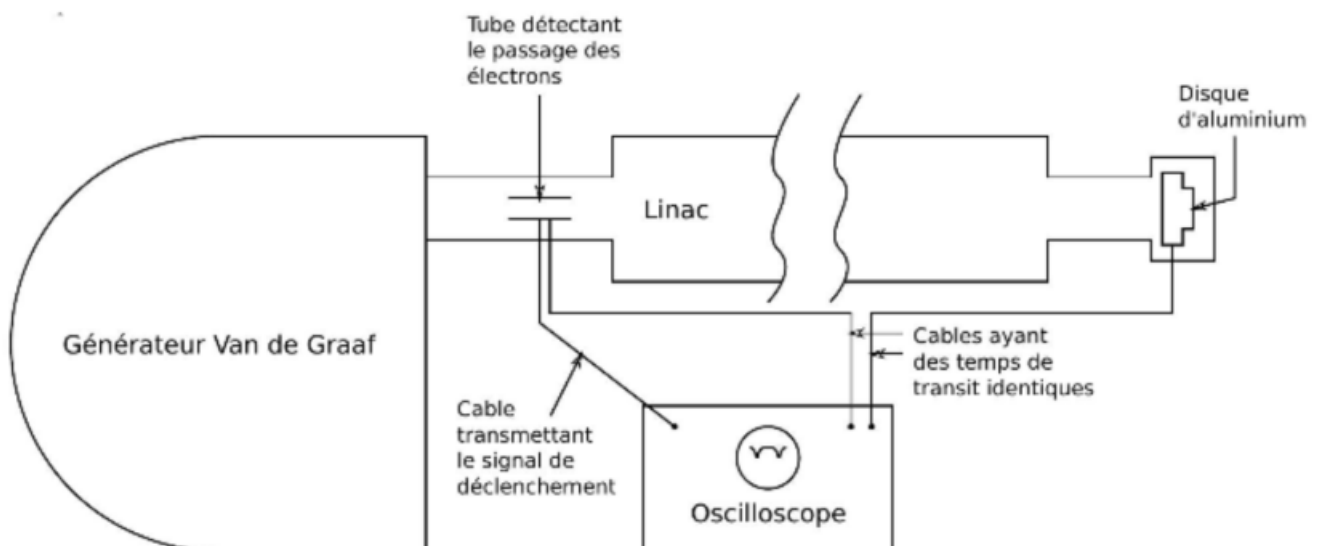 Tube détectant
le passage des
électrons
Disque
d'aluminium
Linac
Générateur Van de Graaf
Cables ayant
des temps de
transit identiques
Cable
transmettant
le signal de
déclenchement
Oscilloscope